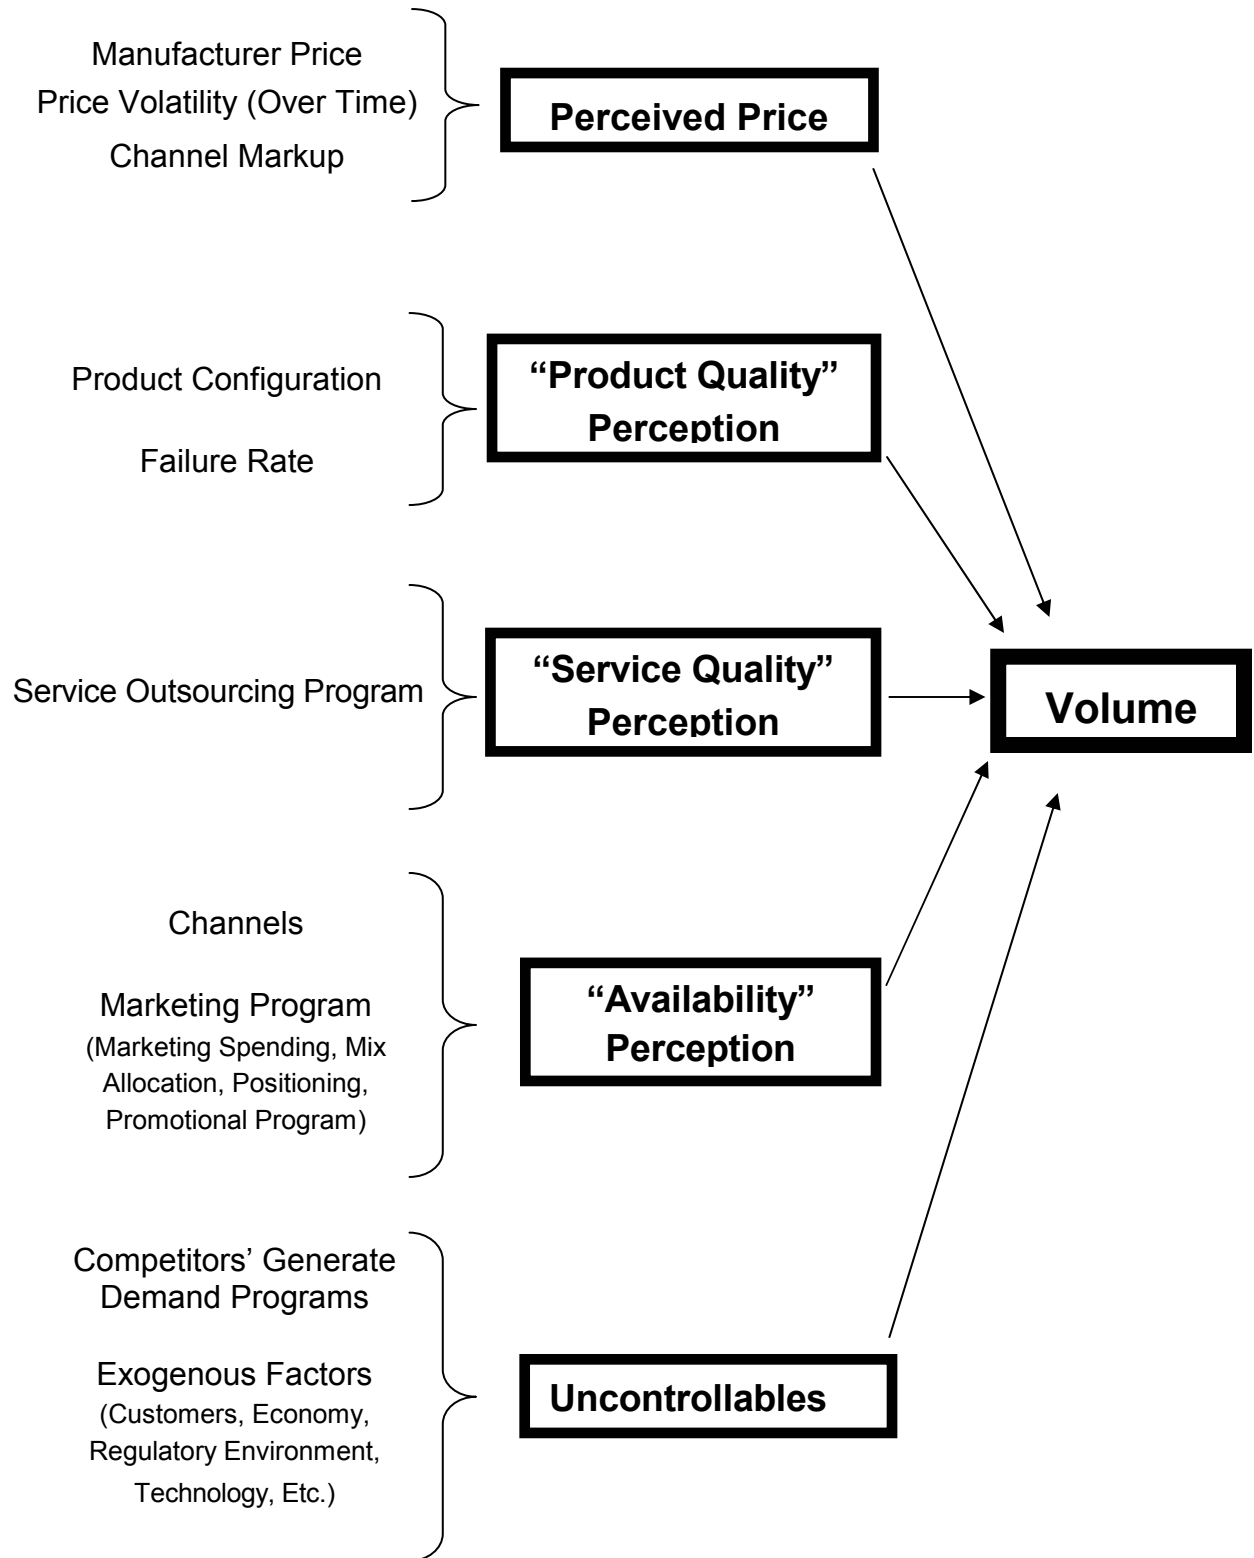 Manufacturer Price
Price Volatility (Over Time)
Channel Markup
Perceived Price
Product Configuration
Failure Rate
“Product Quality”
Perception
Service Outsourcing Program
“Service Quality”
Perception
Volume
Channels
Marketing Program
(Marketing Spending, Mix
Allocation, Positioning,
Promotional Program)
“Availability”
Perception
Competitors’ Generate
Demand Programs
Exogenous Factors
(Customers, Economy,
Regulatory Environment,
Technology, Etc.)
Uncontrollables